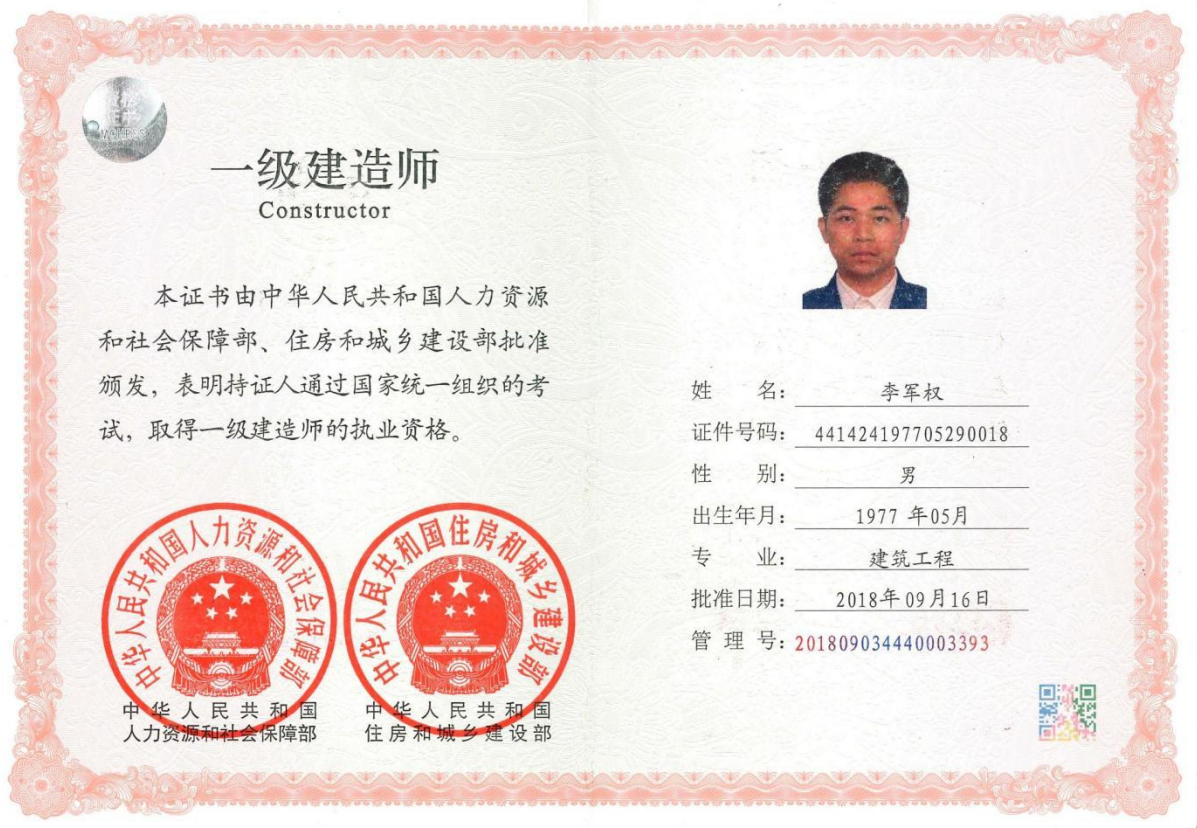 一级建造师
Constructor
本证书由中华人民共和国人力资源
和社会保障部、住房和城乡建设部批准
颁发，表明持证人通过国家统一组织的考
试，取得一级建造师的执业资格。
中华人民共和国人力资源和社会保障部
中华人民共和国住房和城乡建设部
中华人民共和国
人力资源和社会保障部
中华人民共和国
住房和城乡建设部
姓 名： 李军权
证件号码： 441424197705290018
性 别： 男
出生年月： 1977 年05月
专 业： 建筑工程
批准日期： 2018年09月16日
管 理 号： 201809034440003393